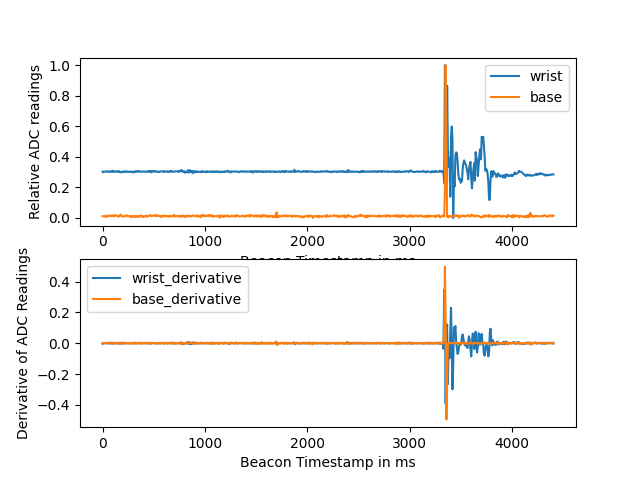 Relative ADC readings
1.0
0.8
0.6
0.4
0.2
0.0
wrist
base
0
1000
2000
3000
4000
Beacon Timestamp in ms
Derivative of ADC Readings
0.4
0.2
0.0
−0.2
−0.4
wrist_derivative
base_derivative
0
1000
2000
3000
4000
Beacon Timestamp in ms